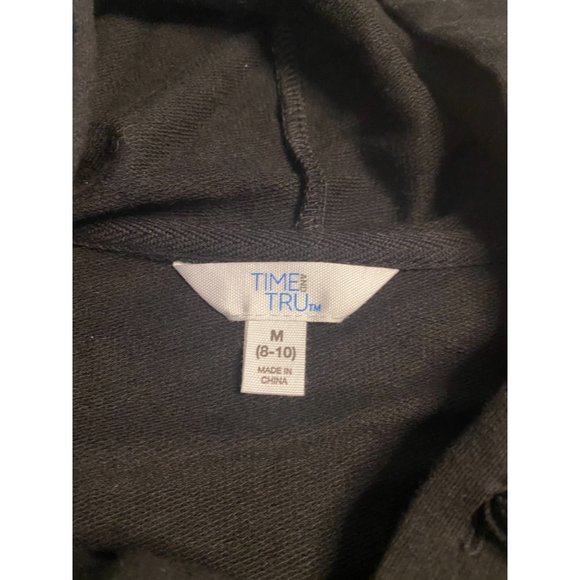 TIME AND
TRU™
M
(8-10)
MADE IN
CHINA